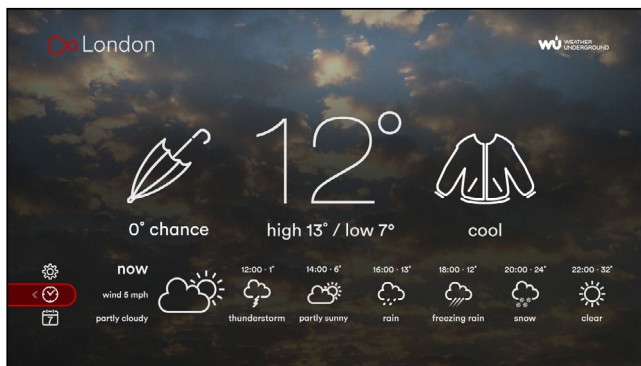 London
WU WEATHER UNDERGROUND
12°
0° chance
high 13° / low 7°
cool
now
wind 5 mph
partly cloudy
12:00 · 1°
thunderstorm
14:00 · 6°
partly sunny
16:00 · 13°
rain
18:00 · 12°
freezing rain
20:00 · 24°
snow
22:00 · 32°
clear
7